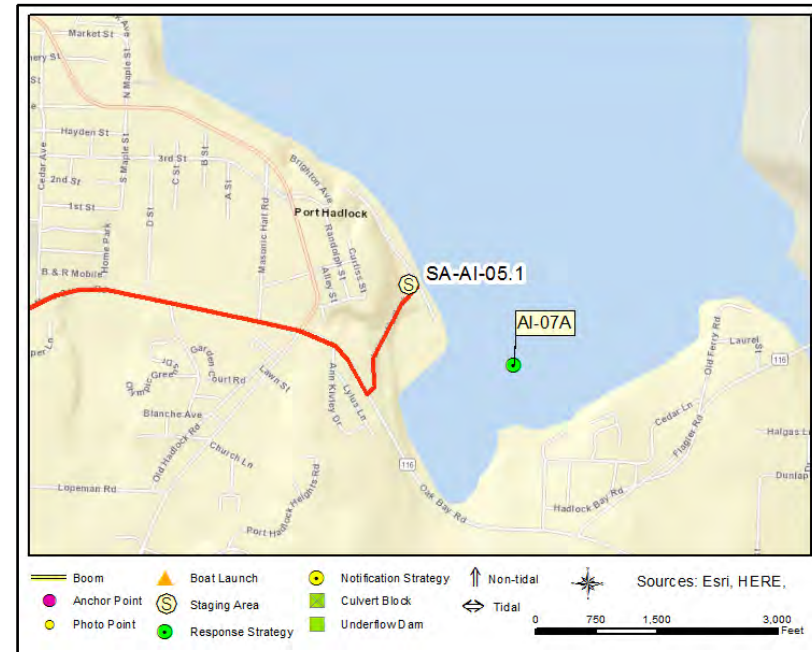 Market St
Cedar Ave
N Maple St
S Maple St
Hayden St
3rd St
2nd St
1st St
B St
C St
A St
D St
Home Park
Masonic Hall Rd
Brighton Ave
Port Hadlock
Randolph St
Curtiss St
Alley St
B.& R Mobile
SA-AI-05.1
S
AI-07A
Garden Court Rd
Lawn St
Ann Kivley Dr
Lylus Ln
Blanche Ave
Old Hadlock Rd
Church Ln
Lopeman Rd
Port Hadlock Heights Rd
116
Oak Bay Rd
Hadlock Bay Rd
Flagler Rd
Cedar Ln
Old Ferry Rd
Laurel St
116
Halgas Ln
Dunlap
Boom
Boat Launch
Notification Strategy
Non-tidal
Sources: Esri, HERE,
Anchor Point
S Staging Area
Culvert Block
Tidal
Photo Point
Response Strategy
Underflow Dam
0 750 1,500 3,000
Feet